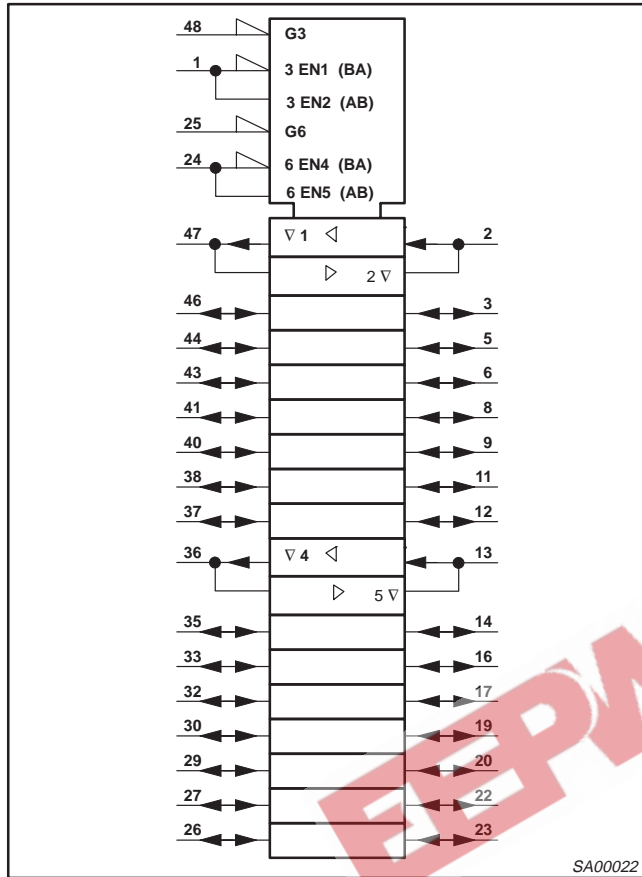 48 G3
1 3 EN1 (BA)
3 EN2 (AB)
25 G6
24 6 EN4 (BA)
6 EN5 (AB)
47 ∇ 1 2
2 ∇
46 3
44 5
43 6
41 8
40 9
38 11
37 12
36 ∇ 4 13
5 ∇
35 14
33 16
32 17
30 19
29 20
27 22
26 23
EEPW
SA00022